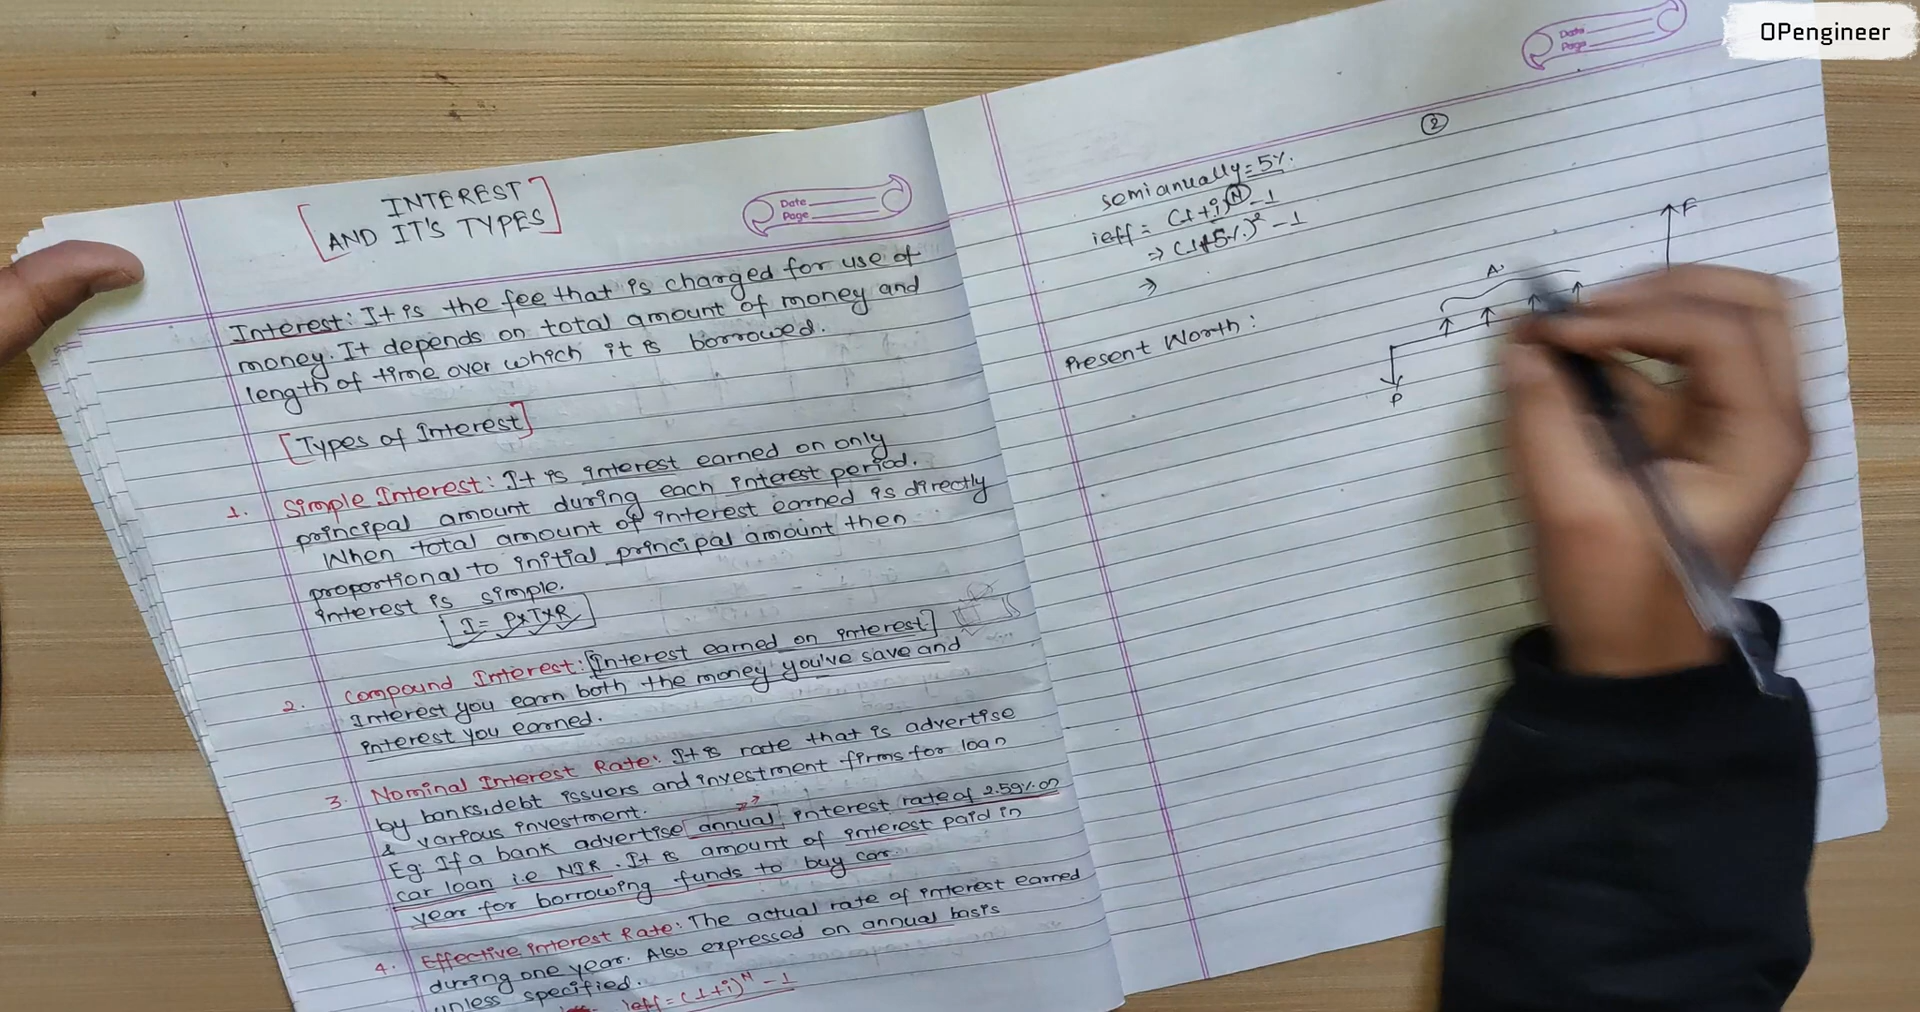 OPengineer
INTEREST
AND IT'S TYPES
Date
Page
Interest: It is the fee that is charged for use of
money. It depends on total amount of money and
length of time over which it is borrowed.
[Types of Interest]
1. Simple Interest: It is interest earned on only
principal amount during each interest period.
When total amount of interest earned is directly
proportional to initial principal amount then
interest is simple.
I = P×T×R
2. Compound Interest: [Interest earned on interest]
Interest you earn both the money you've save and
interest you earned.
3. Nominal Interest Rate: It is rate that is advertise
by banks, debt issuers and investment firms for loan
& various investment.
Eg: If a bank advertise annual interest rate of 2.59% on
car loan i.e NIR. It is amount of interest paid in
year for borrowing funds to buy car
4. Effective interest Rate: The actual rate of interest earned
during one year. Also expressed on annual basis
unless specified.
ieff = (1+i)^N - 1
Date
Page
2
semianually = 5%.
ieff = (1+i)^N - 1
⇒ (1+5%)^2 - 1
⇒
Present Worth:
F
A
P